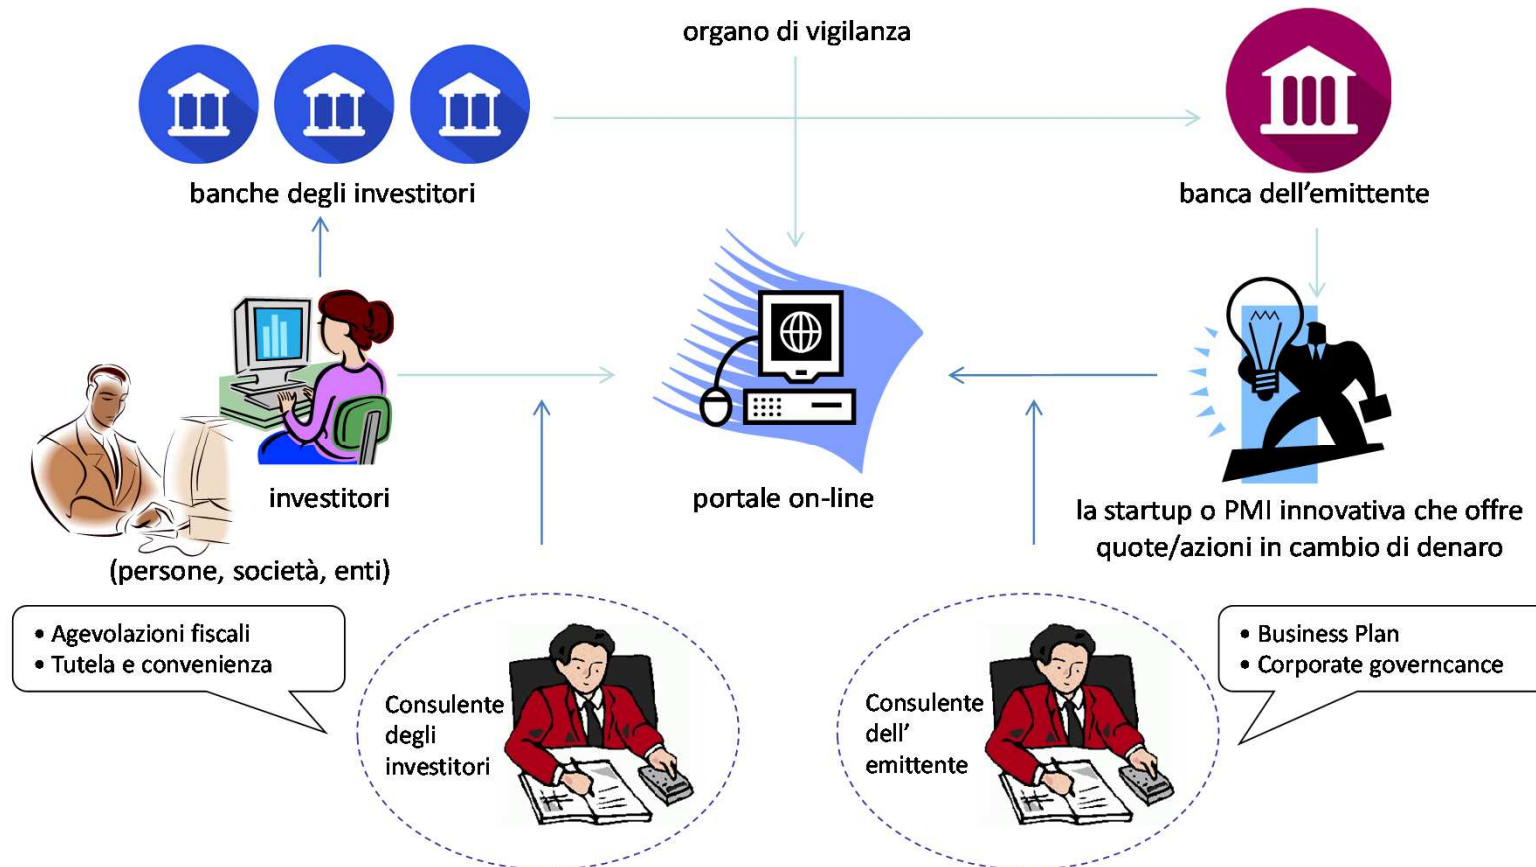 organo di vigilanza
banche degli investitori
banca dell'emittente
investitori
(persone, società, enti)
portale on-line
la startup o PMI innovativa che offre
quote/azioni in cambio di denaro
• Agevolazioni fiscali
• Tutela e convenienza
Consulente
degli
investitori
Consulente
dell'
emittente
• Business Plan
• Corporate governcance